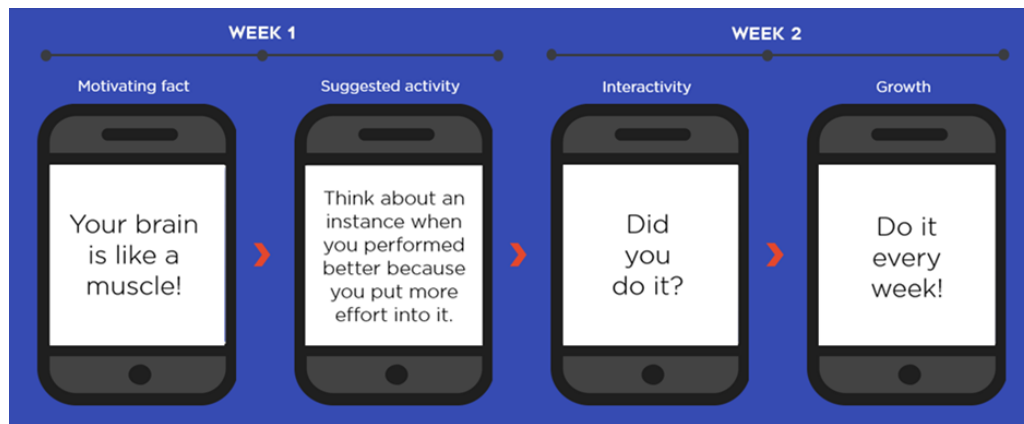 WEEK 1
WEEK 2
Motivating fact
Suggested activity
Interactivity
Growth
Your brain
is like a
muscle!
Think about an
instance when
you performed
better because
you put more
effort into it.
Did
you
do it?
Do it
every
week!